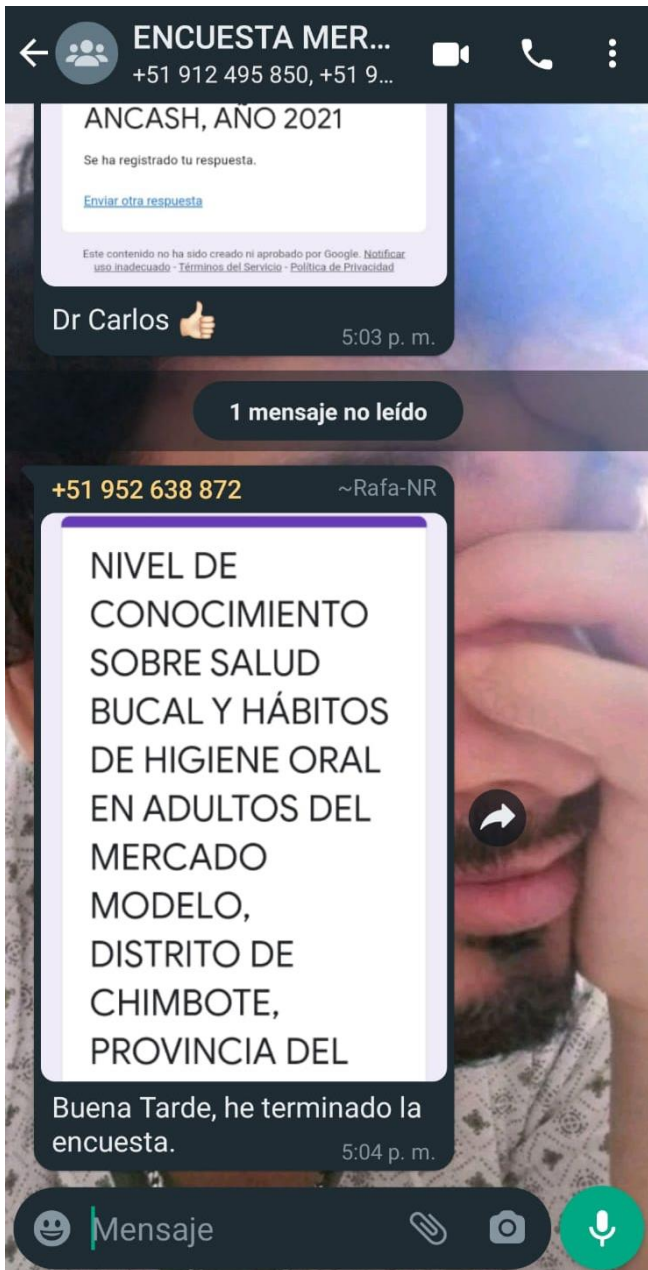 ENCUESTA MER...
+51 912 495 850, +51 9...
ANCASH, AÑO 2021
Se ha registrado tu respuesta.
Enviar otra respuesta
Este contenido no ha sido creado ni aprobado por Google. Notificar
uso inadecuado - Términos del Servicio - Política de Privacidad
Dr Carlos 👍🏻
5:03 p. m.
1 mensaje no leído
+51 952 638 872 ~Rafa-NR
NIVEL DE
CONOCIMIENTO
SOBRE SALUD
BUCAL Y HÁBITOS
DE HIGIENE ORAL
EN ADULTOS DEL
MERCADO
MODELO,
DISTRITO DE
CHIMBOTE,
PROVINCIA DEL
Buena Tarde, he terminado la
encuesta.
5:04 p. m.
Mensaje